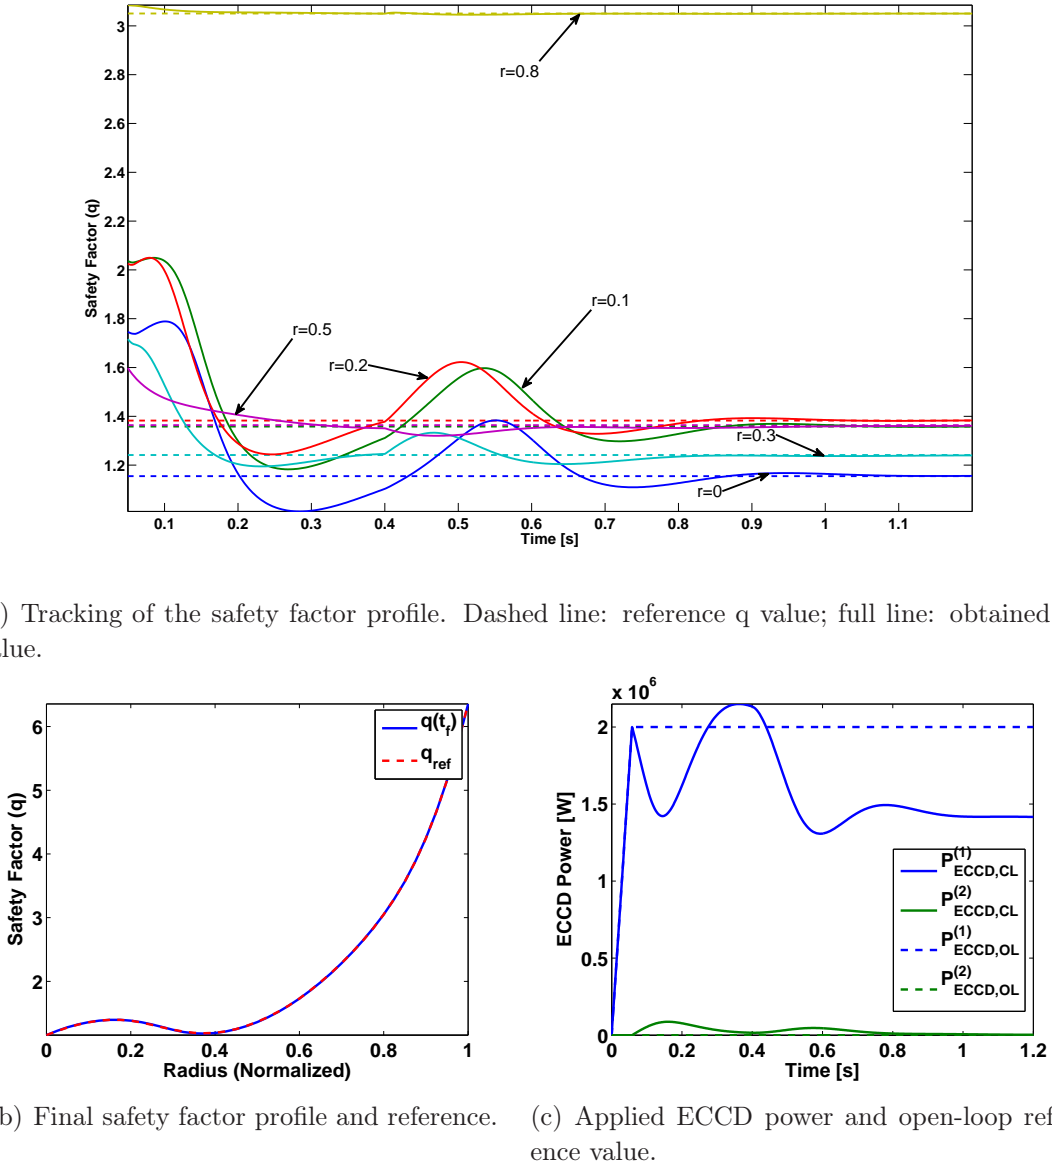 3
2.8
2.6
2.4
2.2
2
1.8
1.6
1.4
1.2
Safety Factor (q)
r=0.8
r=0.5
r=0.2
r=0.1
r=0.3
r=0
0.1 0.2 0.3 0.4 0.5 0.6 0.7 0.8 0.9 1 1.1
Time [s]
) Tracking of the safety factor profile. Dashed line: reference q value; full line: obtained
lue.
6
5
4
3
2
Safety Factor (q)
q(t_f)
q_ref
0 0.2 0.4 0.6 0.8 1
Radius (Normalized)
) Final safety factor profile and reference.
x 10^6
2
1.5
1
0.5
0
ECCD Power [W]
P^(1)_ECCD,CL
P^(2)_ECCD,CL
P^(1)_ECCD,OL
P^(2)_ECCD,OL
0 0.2 0.4 0.6 0.8 1 1.2
Time [s]
(c) Applied ECCD power and open-loop ref
ence value.